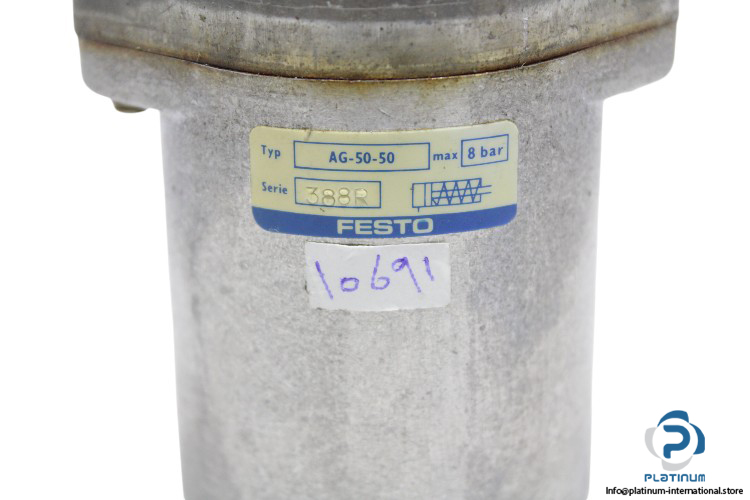 Typ AG-50-50 max 8 bar
Serie 388R
FESTO
10691
PLATINUM
Info@platinum-international.store